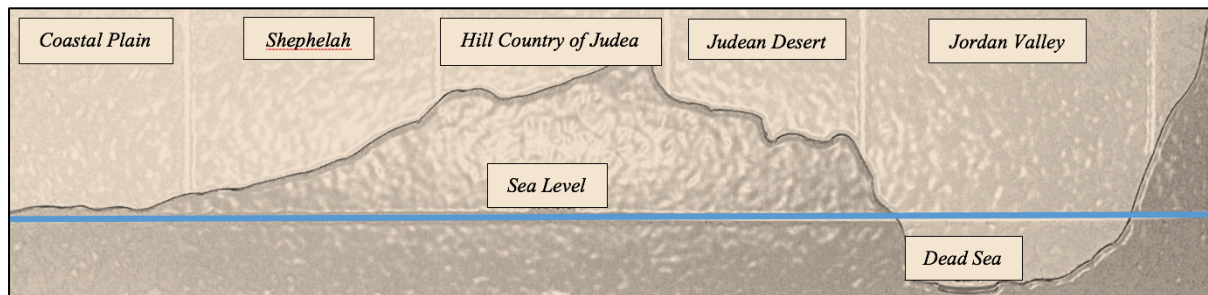 Coastal Plain
Shephelah
Hill Country of Judea
Judean Desert
Jordan Valley
Sea Level
Dead Sea